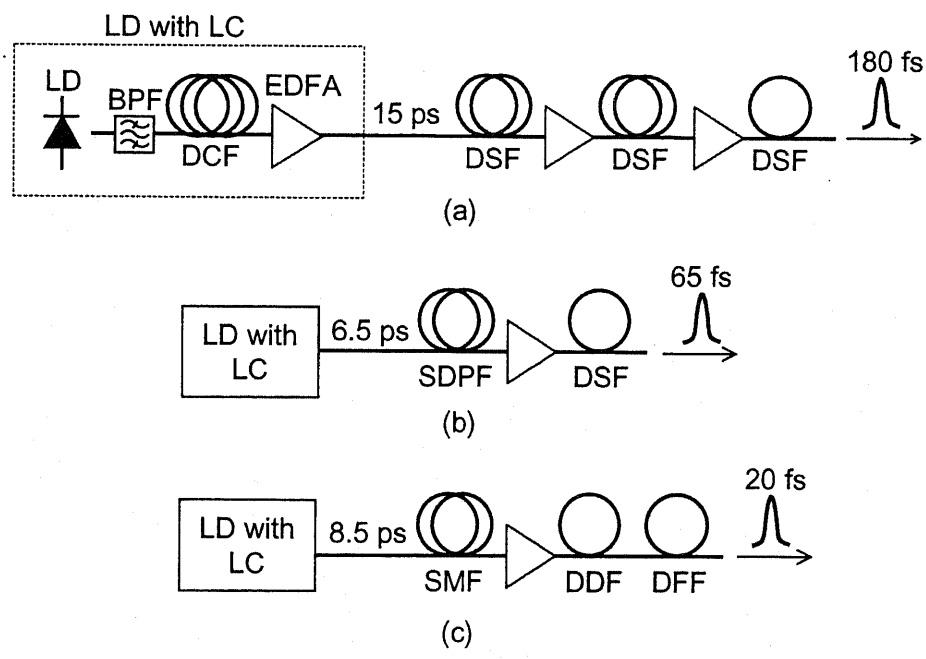 LD with LC
LD
BPF
DCF
EDFA
15 ps
DSF
DSF
DSF
180 fs
(a)
LD with
LC
6.5 ps
SDPF
DSF
65 fs
(b)
LD with
LC
8.5 ps
SMF
DDF
DFF
20 fs
(c)